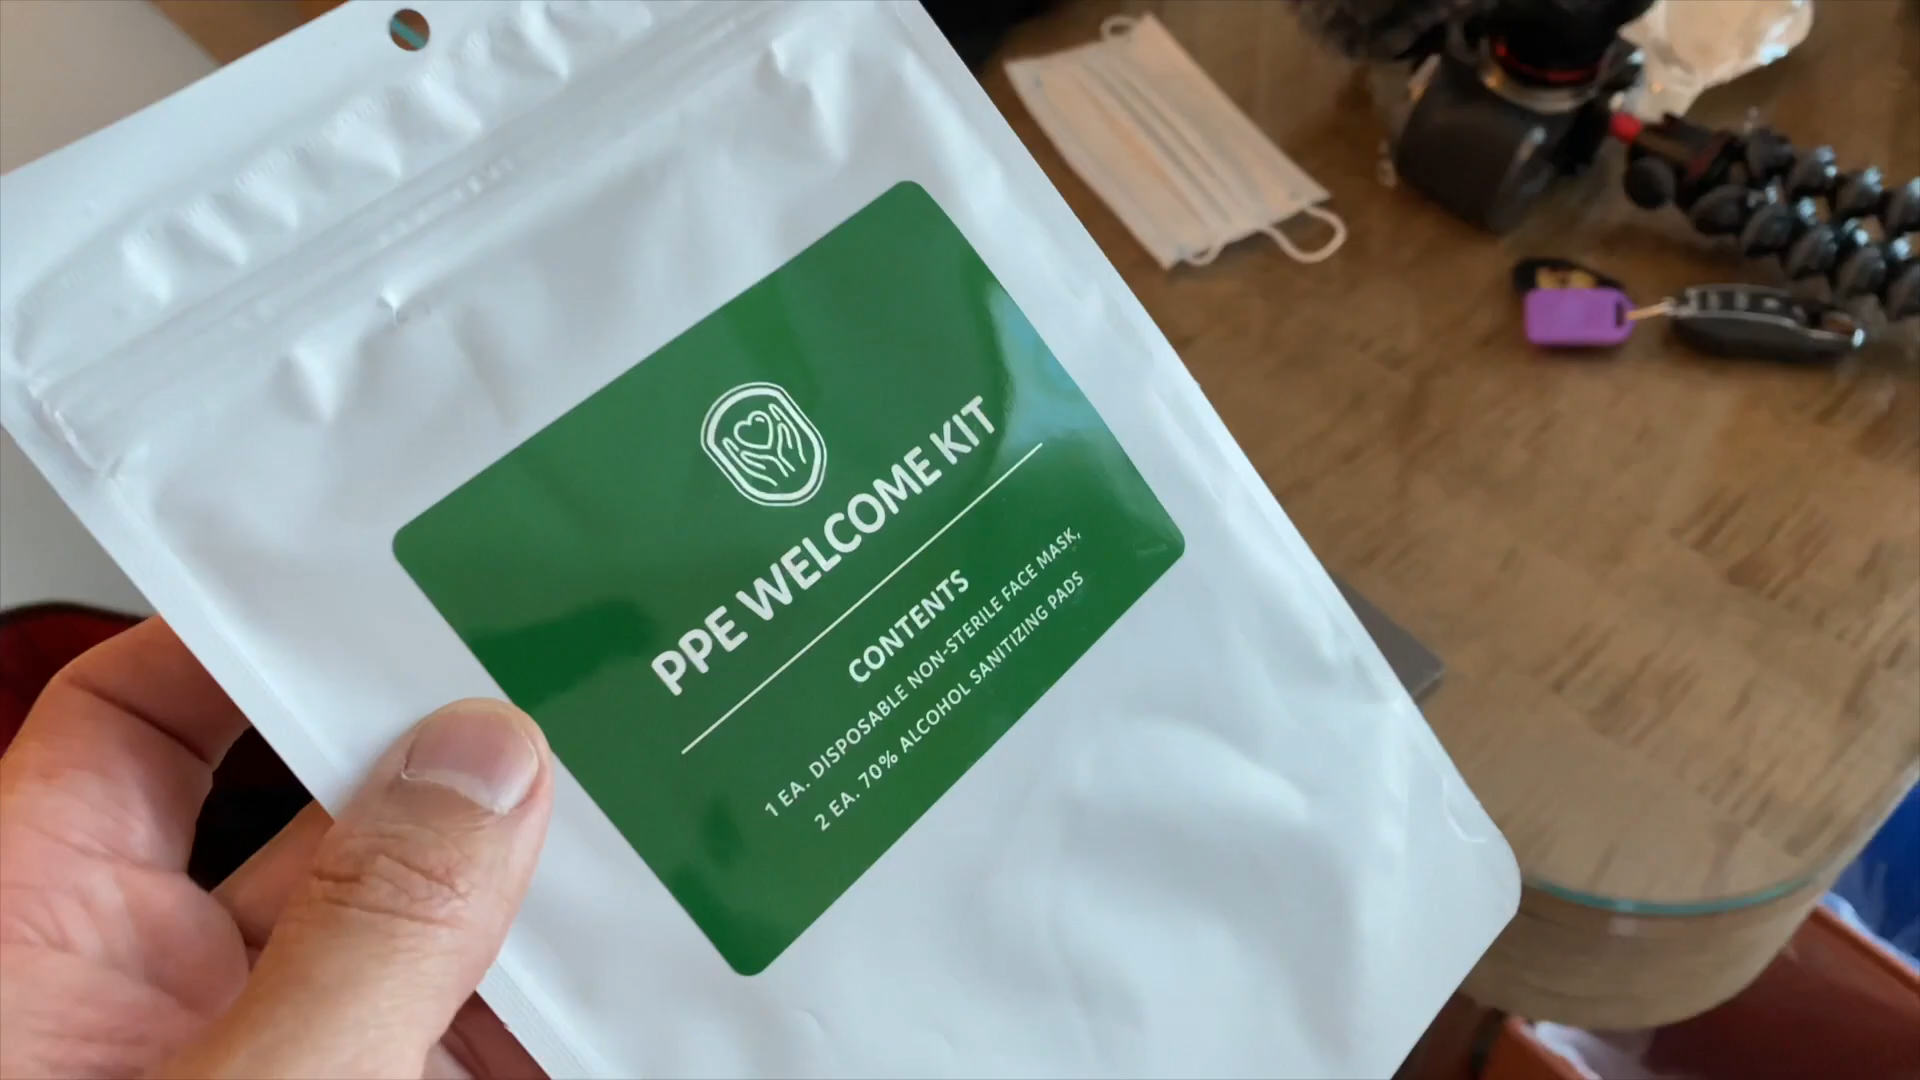 PPE WELCOME KIT
CONTENTS
1 EA. DISPOSABLE NON-STERILE FACE MASK,
2 EA. 70% ALCOHOL SANITIZING PADS